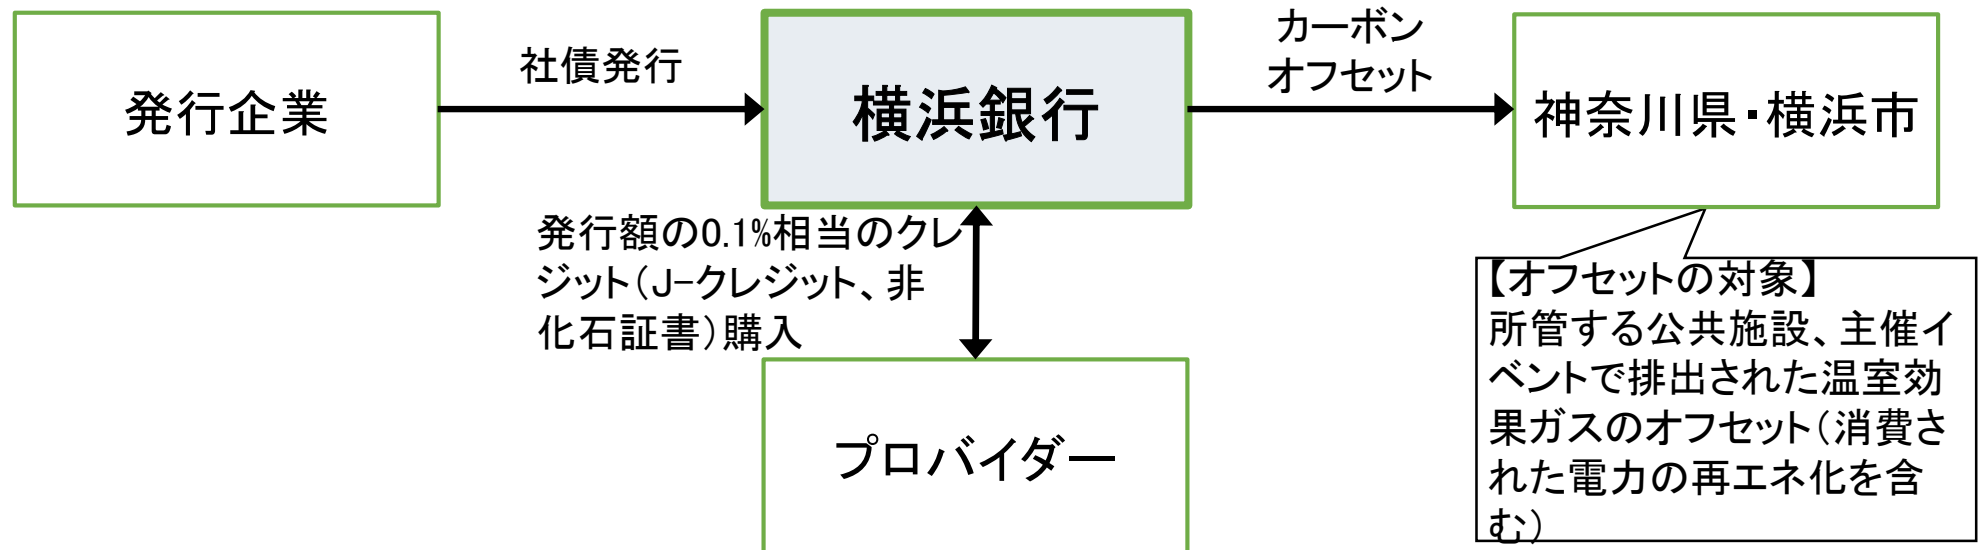 発行企業
社債発行
横浜銀行
カーボン
オフセット
神奈川県・横浜市
発行額の0.1%相当のクレ
ジット（J-クレジット、非
化石証書）購入
プロバイダー
【オフセットの対象】
所管する公共施設、主催イ
ベントで排出された温室効
果ガスのオフセット（消費さ
れた電力の再エネ化を含
む）